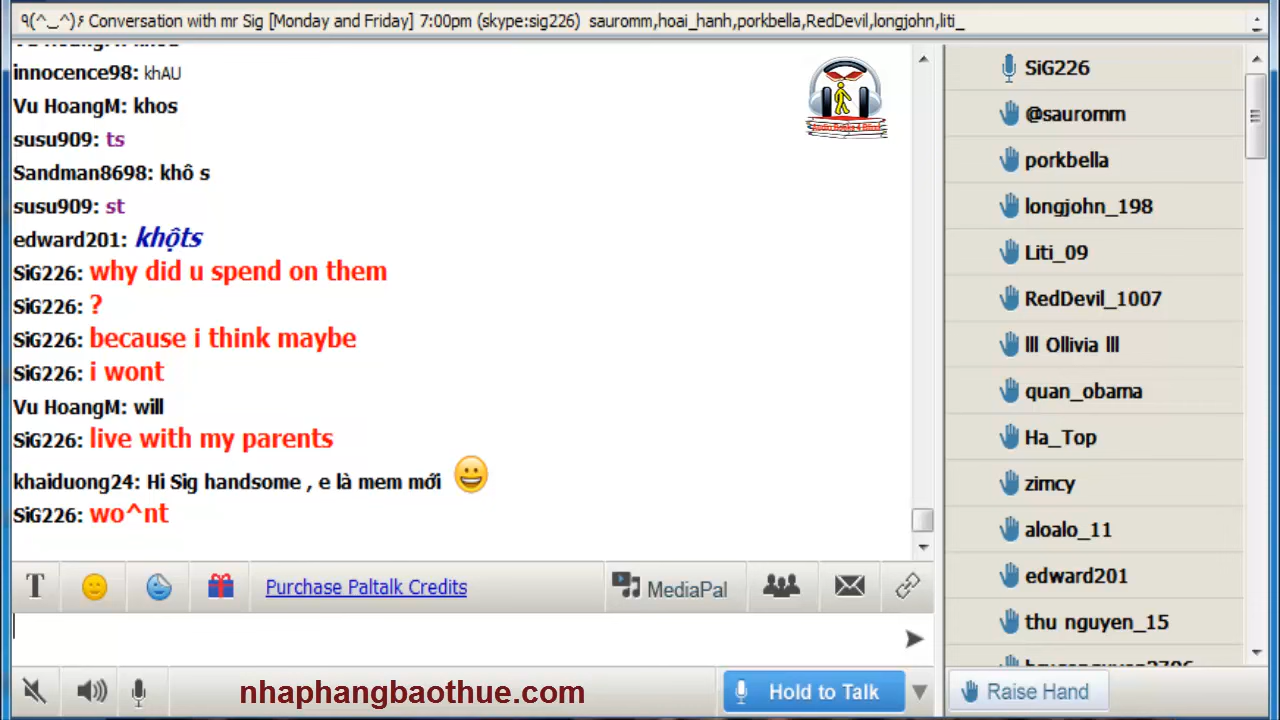 ٩(^‿^)۶ Conversation with mr Sig [Monday and Friday] 7:00pm (skype:sig226) sauromm,hoai_hanh,porkbella,RedDevil,longjohn,liti_
innocence98: khAU
Vu HoangM: khos
susu909: ts
Sandman8698: khô s
susu909: st
edward201: khộts
SiG226: why did u spend on them
SiG226: ?
SiG226: because i think maybe
SiG226: i wont
Vu HoangM: will
SiG226: live with my parents
khaiduong24: Hi Sig handsome , e là mem mới
SiG226: wo^nt
T
Purchase Paltalk Credits
MediaPal
nhaphangbaothue.com
Hold to Talk
SiG226
@sauromm
porkbella
longjohn_198
Liti_09
RedDevil_1007
lll Ollivia lll
quan_obama
Ha_Top
zimcy
aloalo_11
edward201
thu nguyen_15
Raise Hand